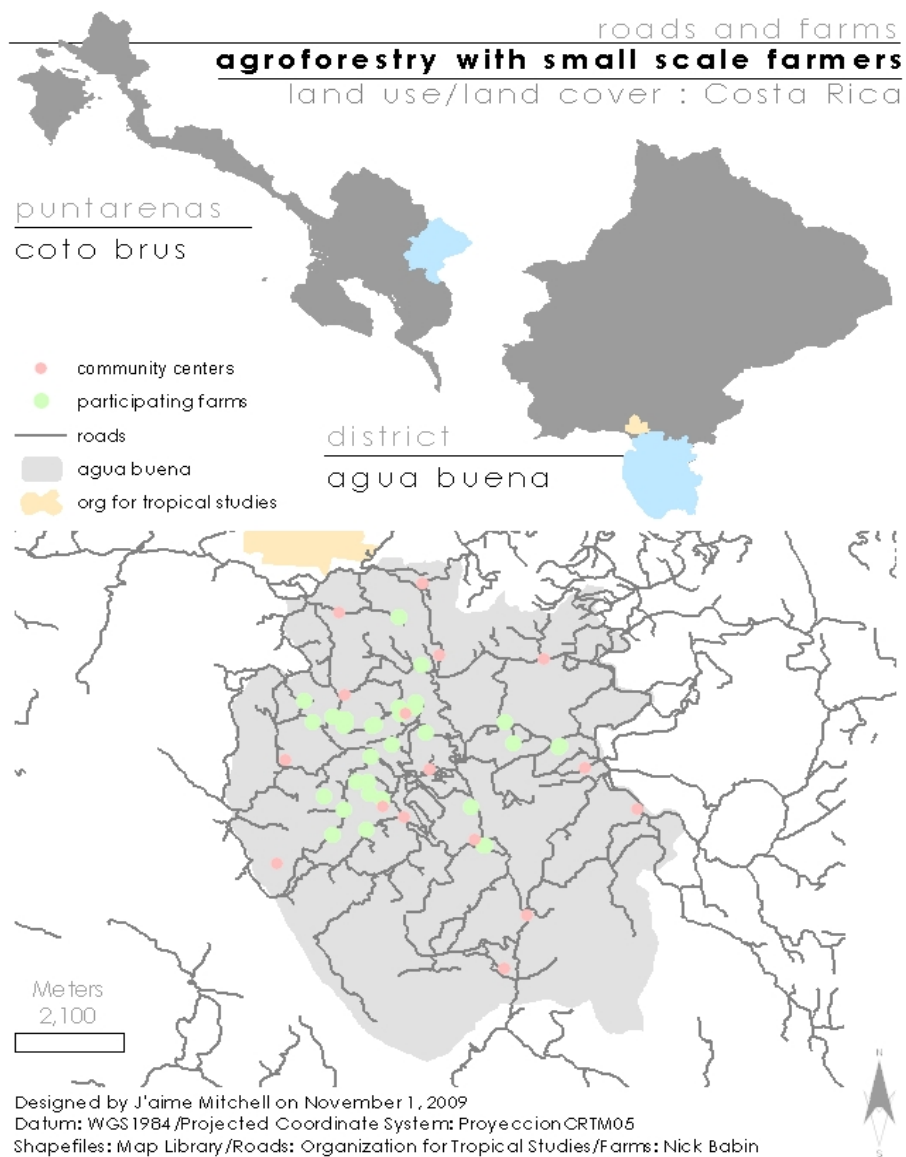 roads and farms
agroforestry with small scale farmers
land use/land cover : Costa Rica
puntarenas
coto brus
community centers
participating farms
roads
agua buena
org for tropical studies
district
agua buena
Meters
2,100
N
S
Designed by J'aime Mitchell on November 1, 2009
Datum: WGS1984/Projected Coordinate System: ProyeccionCRTM05
Shapefiles: Map Library/Roads: Organization for Tropical Studies/Farms: Nick Babin